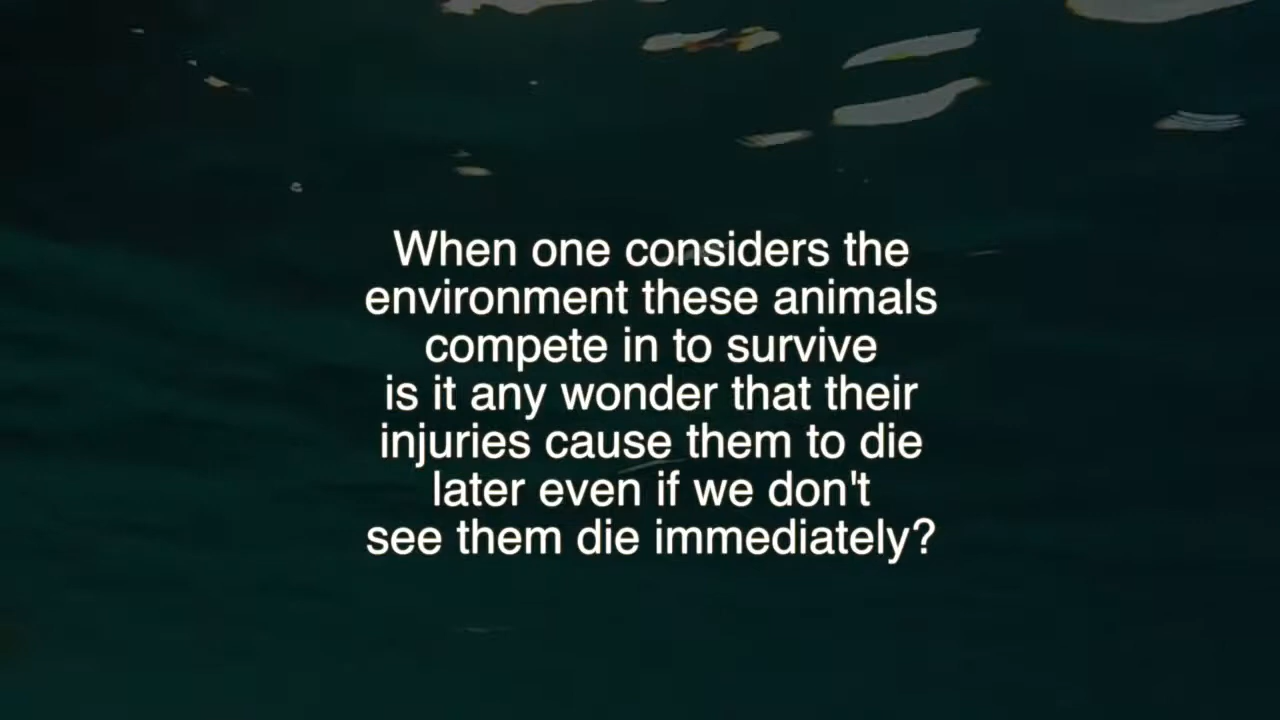 When one considers the
environment these animals
compete in to survive
is it any wonder that their
injuries cause them to die
later even if we don't
see them die immediately?